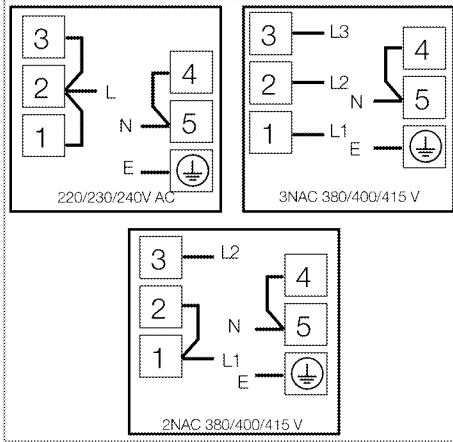 3
2 L
1
4
N 5
E
220/230/240V AC
3 L3
2 L2
1 L1
4
N 5
E
3NAC 380/400/415 V
3 L2
2
1 L1
4
N 5
E
2NAC 380/400/415 V